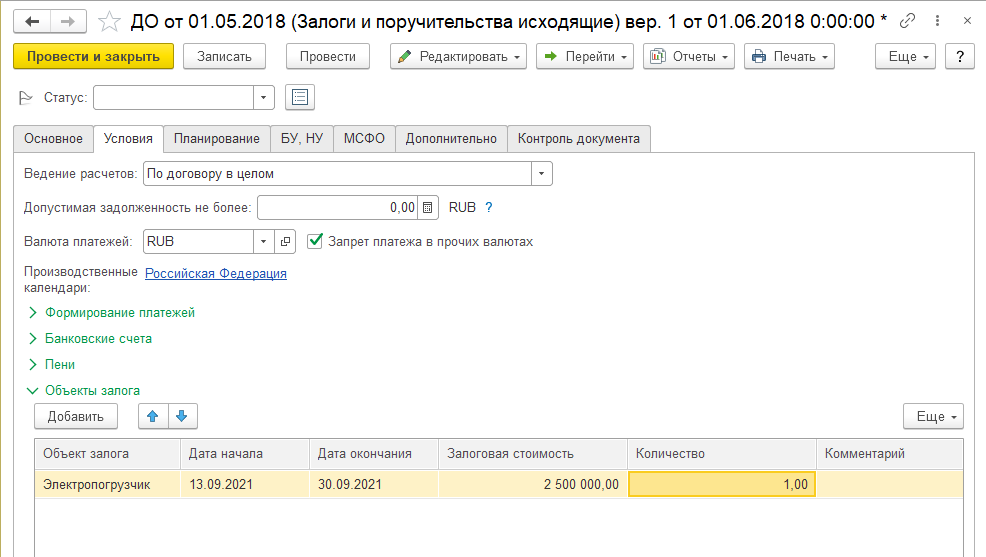 ДО от 01.05.2018 (Залоги и поручительства исходящие) вер. 1 от 01.06.2018 0:00:00 *
Провести и закрыть Записать Провести Редактировать Перейти Отчеты Печать Еще ?
Статус:
Основное Условия Планирование БУ, НУ МСФО Дополнительно Контроль документа
Ведение расчетов: По договору в целом
Допустимая задолженность не более: 0,00 RUB ?
Валюта платежей: RUB Запрет платежа в прочих валютах
Производственные Российская Федерация
календари:
Формирование платежей
Банковские счета
Пени
Объекты залога
Добавить Еще
Объект залога Дата начала Дата окончания Залоговая стоимость Количество Комментарий
Электропогрузчик 13.09.2021 30.09.2021 2 500 000,00 1,00